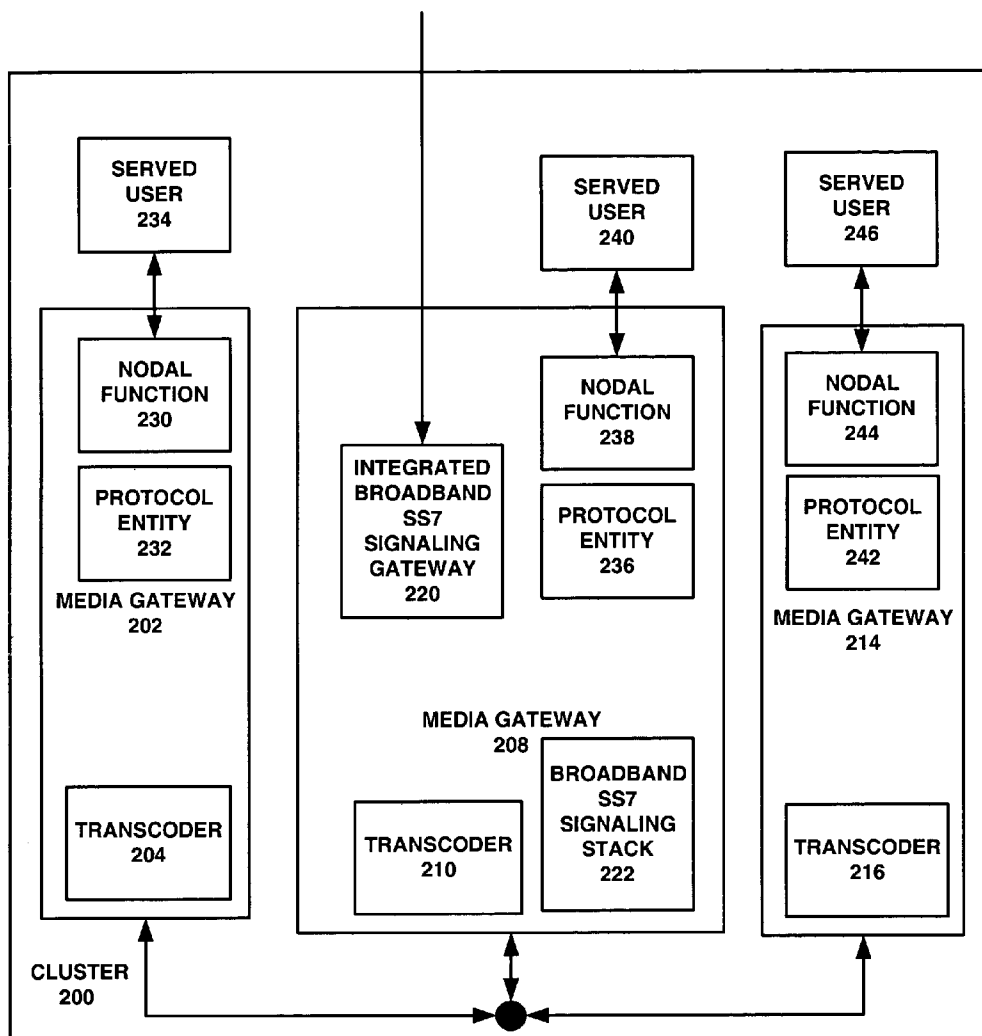 SERVED
USER
234
SERVED
USER
240
SERVED
USER
246
NODAL
FUNCTION
230
PROTOCOL
ENTITY
232
MEDIA GATEWAY
202
TRANSCODER
204
INTEGRATED
BROADBAND
SS7
SIGNALING
GATEWAY
220
NODAL
FUNCTION
238
PROTOCOL
ENTITY
236
MEDIA GATEWAY
208
TRANSCODER
210
BROADBAND
SS7
SIGNALING
STACK
222
NODAL
FUNCTION
244
PROTOCOL
ENTITY
242
MEDIA GATEWAY
214
TRANSCODER
216
CLUSTER
200